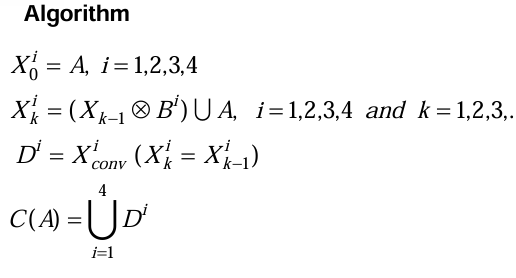 Algorithm
X_0^i = A, i = 1,2,3,4
X_k^i = (X_{k-1} ⊗ B^i) ⋃ A, i = 1,2,3,4 and k = 1,2,3,.
D^i = X_{conv}^i (X_k^i = X_{k-1}^i)
C(A) = ⋃_{i=1}^4 D^i